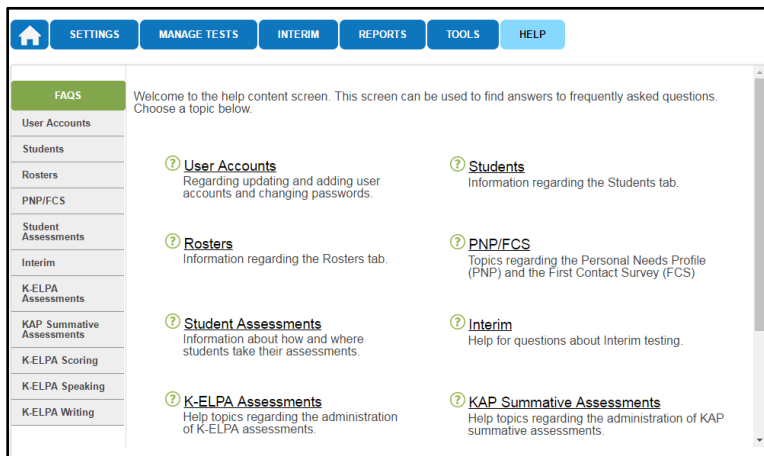 SETTINGS
MANAGE TESTS
INTERIM
REPORTS
TOOLS
HELP
FAQS
User Accounts
Students
Rosters
PNP/FCS
Student
Assessments
Interim
K-ELPA
Assessments
KAP Summative
Assessments
K-ELPA Scoring
K-ELPA Speaking
K-ELPA Writing
Welcome to the help content screen. This screen can be used to find answers to frequently asked questions.
Choose a topic below.
? User Accounts
Regarding updating and adding user
accounts and changing passwords.
? Students
Information regarding the Students tab.
? Rosters
Information regarding the Rosters tab.
? PNP/FCS
Topics regarding the Personal Needs Profile
(PNP) and the First Contact Survey (FCS)
? Student Assessments
Information about how and where
students take their assessments.
? Interim
Help for questions about Interim testing.
? K-ELPA Assessments
Help topics regarding the administration
of K-ELPA assessments.
? KAP Summative Assessments
Help topics regarding the administration of KAP
summative assessments.